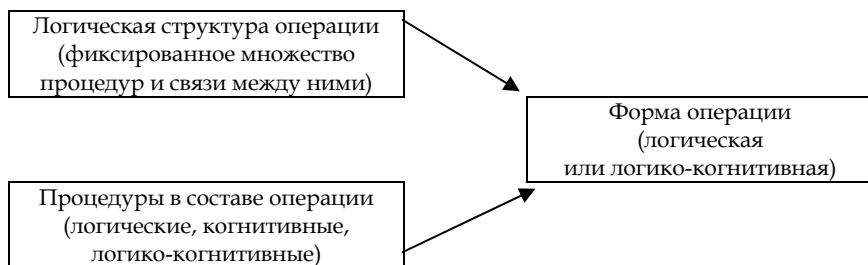 Логическая структура операции
(фиксированное множество
процедур и связи между ними)
Форма операции
(логическая
или логико-когнитивная)
Процедуры в составе операции
(логические, когнитивные,
логико-когнитивные)